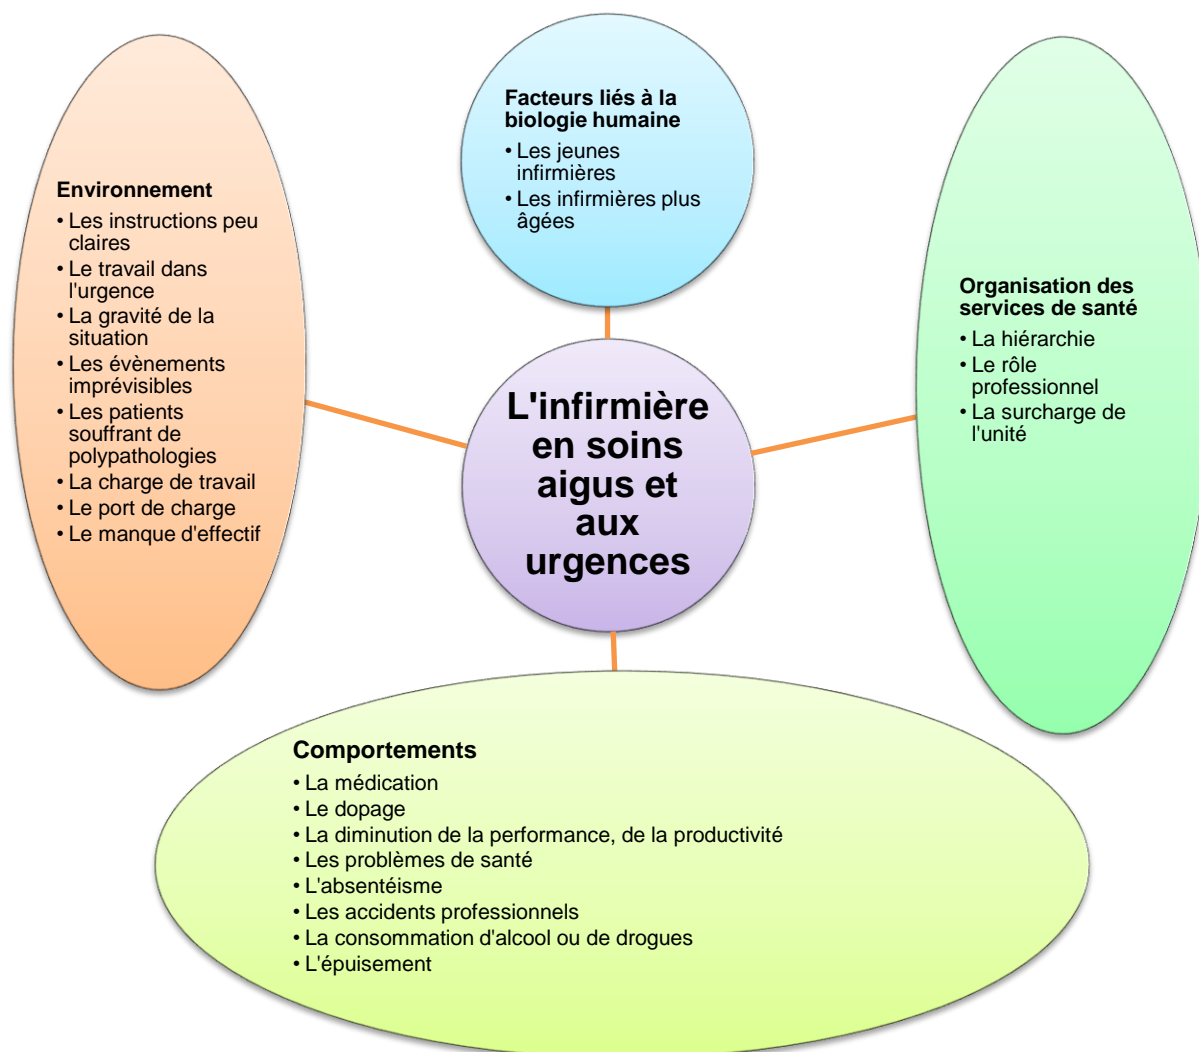 Facteurs liés à la
biologie humaine
• Les jeunes
infirmières
• Les infirmières plus
âgées
Environnement
• Les instructions peu
claires
• Le travail dans
l'urgence
• La gravité de la
situation
• Les évènements
imprévisibles
• Les patients
souffrant de
polypathologies
• La charge de travail
• Le port de charge
• Le manque d'effectif
L'infirmière
en soins
aigus et
aux
urgences
Organisation des
services de santé
• La hiérarchie
• Le rôle
professionnel
• La surcharge de
l'unité
Comportements
• La médication
• Le dopage
• La diminution de la performance, de la productivité
• Les problèmes de santé
• L'absentéisme
• Les accidents professionnels
• La consommation d'alcool ou de drogues
• L'épuisement